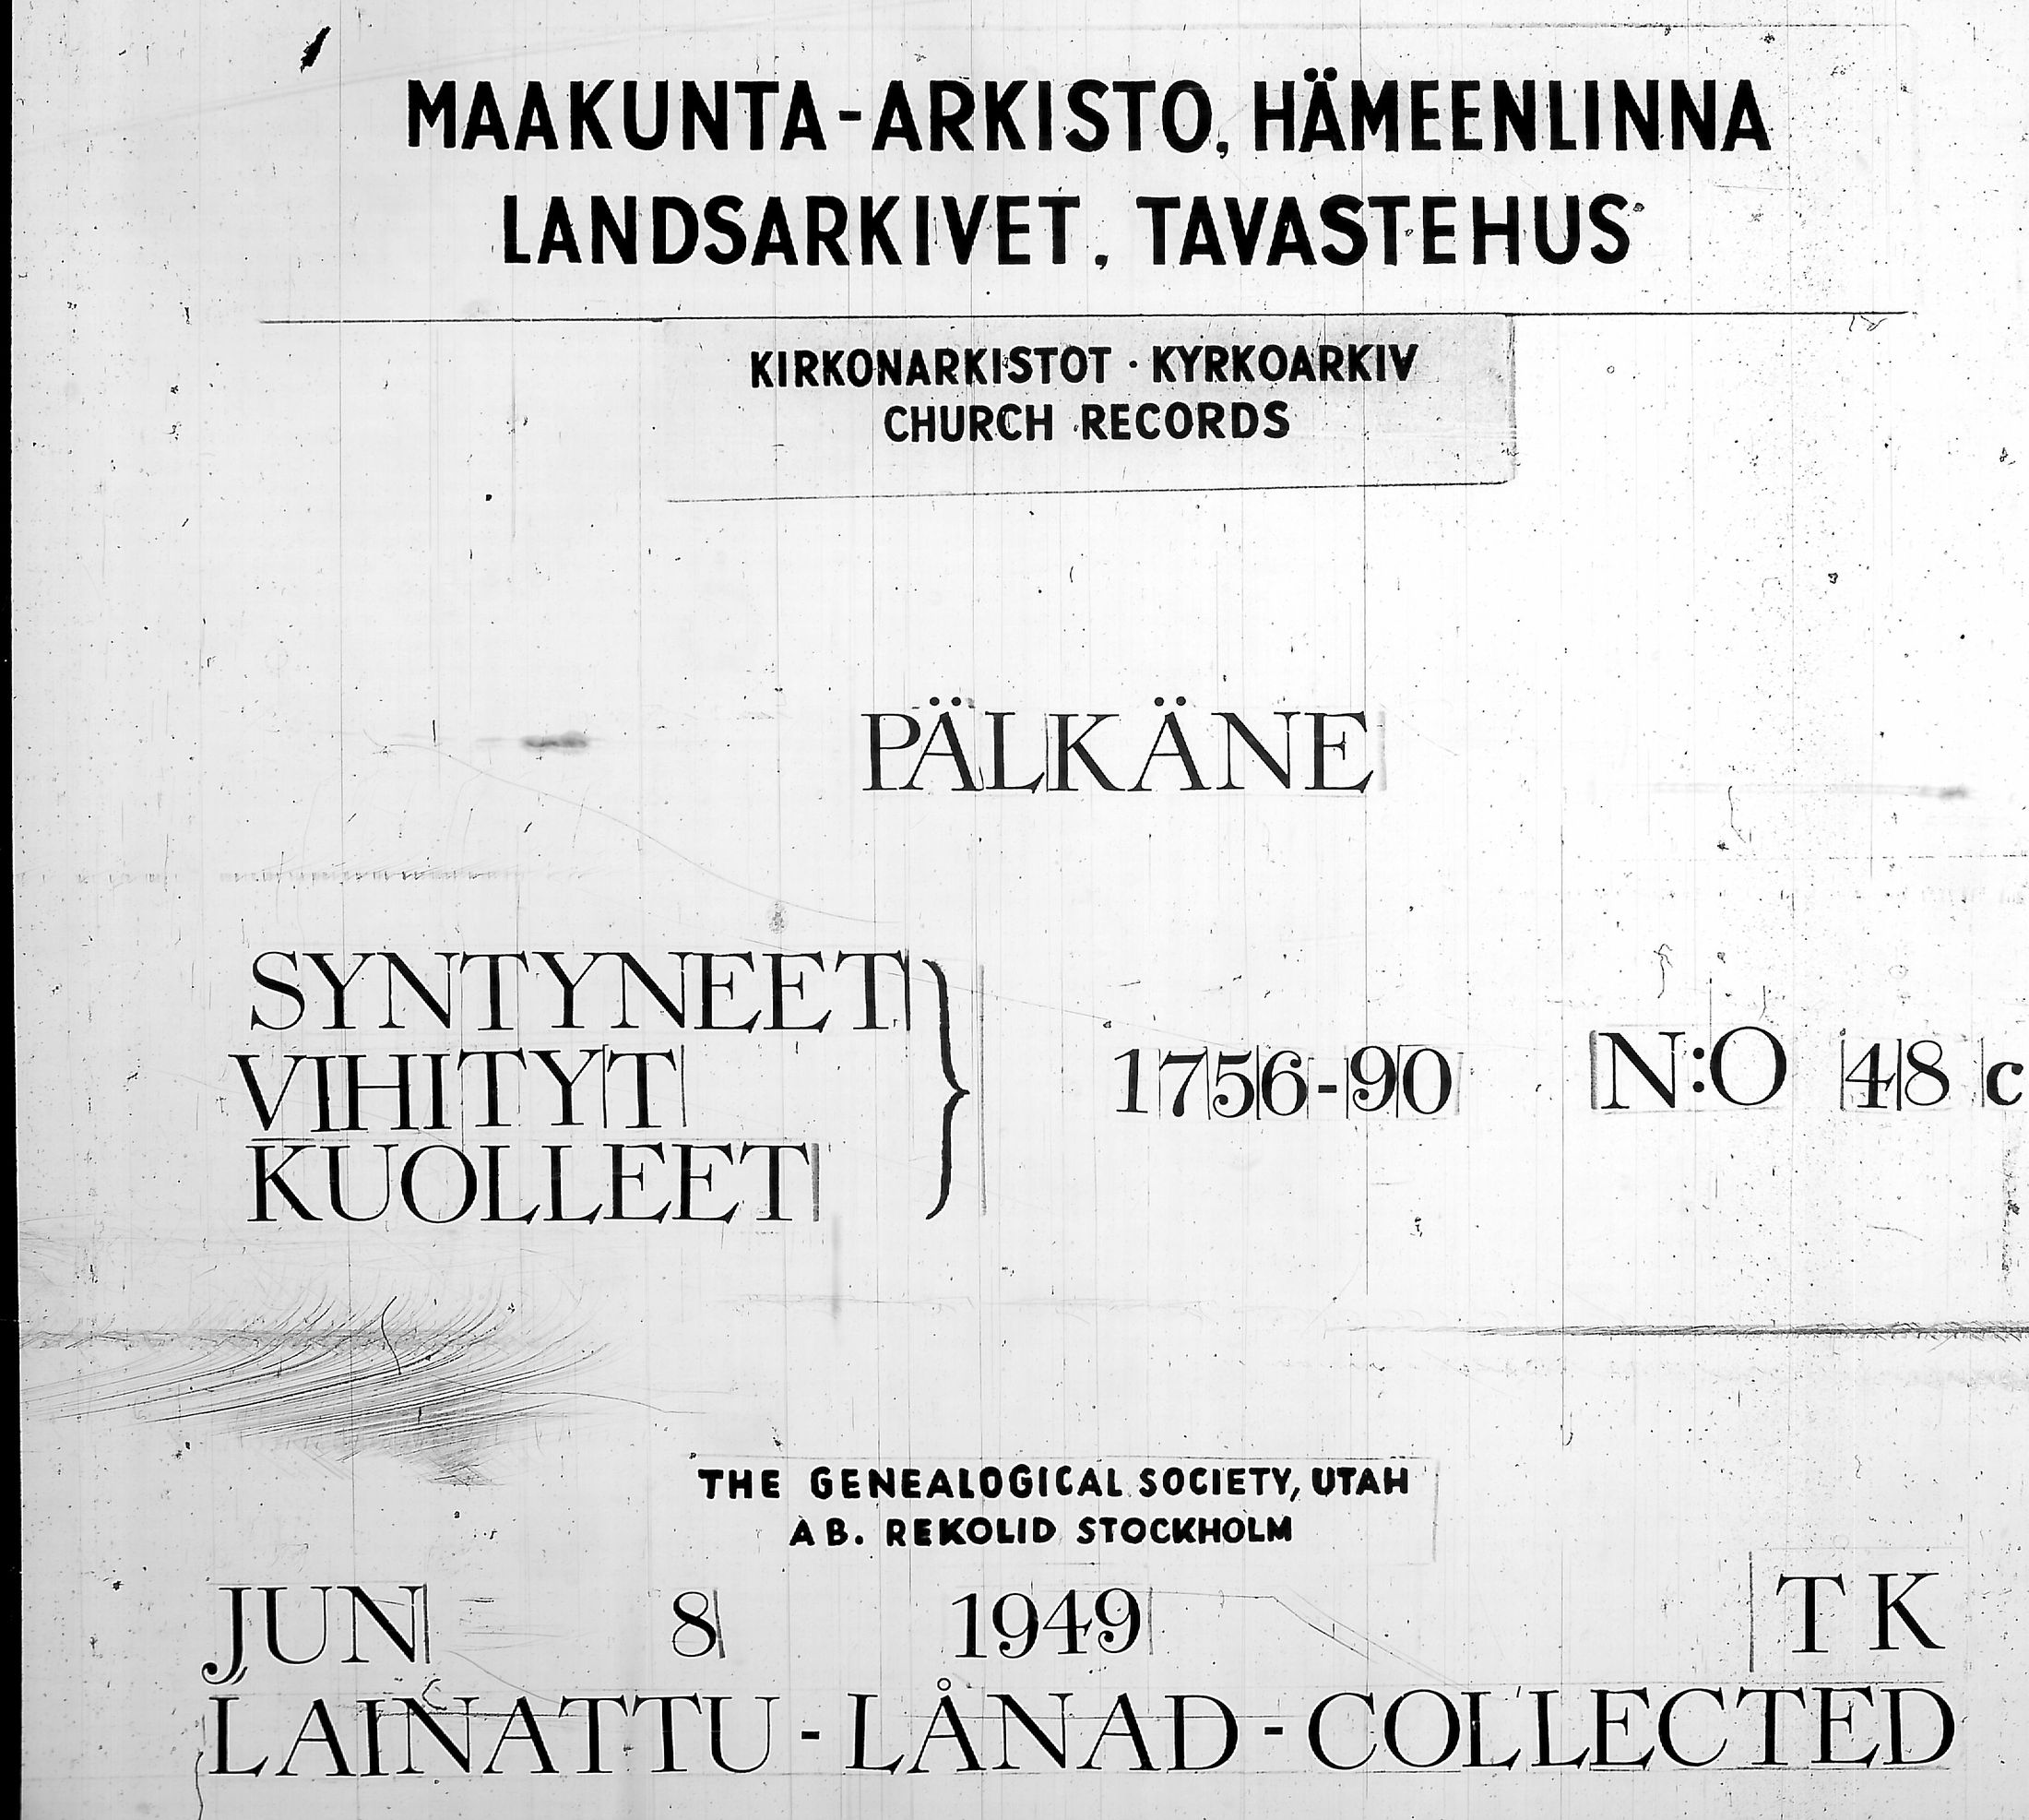 MAAKUNTA-ARKISTO, HÄMEENLINNA
LANDSARKIVET, TAVASTEHUS
KIRKONARKISTOT · KYRKOARKIV
CHURCH RECORDS
PÄLKÄNE
SYNTYNEET
VIHITYT
KUOLLEET
1756-90 N:O 48 c
THE GENEALOGICAL SOCIETY, UTAH
AB. REKOLID STOCKHOLM
JUN 8 1949 TK
LAINATTU - LÅNAD - COLLECTED